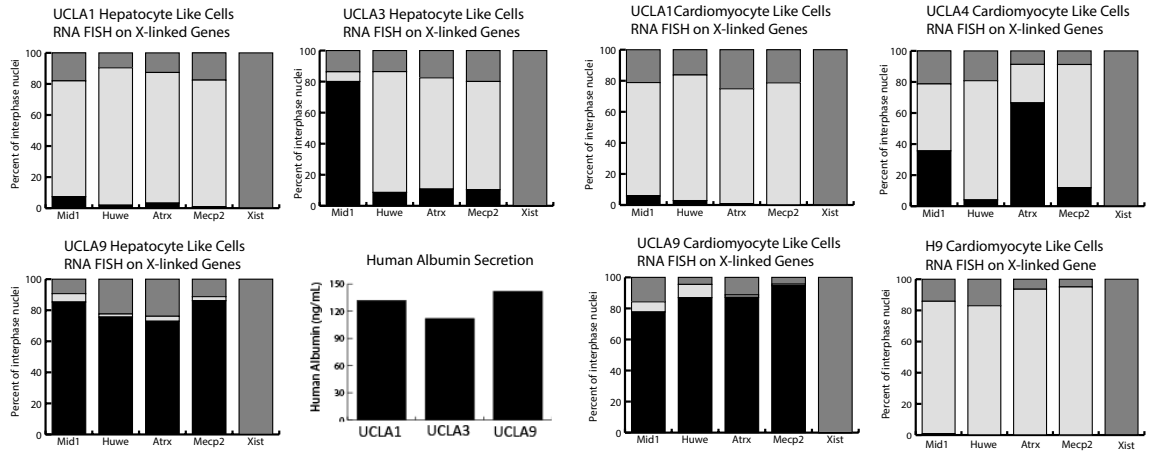 UCLA1 Hepatocyte Like Cells
RNA FISH on X-linked Genes
Percent of interphase nuclei
100
80
60
40
20
0
Mid1 Huwe Atrx Mecp2 Xist
UCLA3 Hepatocyte Like Cells
RNA FISH on X-linked Genes
Percent of interphase nuclei
100
80
60
40
20
0
Mid1 Huwe Atrx Mecp2 Xist
UCLA1Cardiomyocyte Like Cells
RNA FISH on X-linked Genes
Percent of interphase nuclei
100
80
60
40
20
0
Mid1 Huwe Atrx Mecp2 Xist
UCLA4 Cardiomyocyte Like Cells
RNA FISH on X-linked Genes
Percent of interphase nuclei
100
80
60
40
20
0
Mid1 Huwe Atrx Mecp2 Xist
UCLA9 Hepatocyte Like Cells
RNA FISH on X-linked Genes
Percent of interphase nuclei
100
80
60
40
20
0
Mid1 Huwe Atrx Mecp2 Xist
Human Albumin Secretion
Human Albumin (ng/mL)
150
120
90
60
30
0
UCLA1 UCLA3 UCLA9
UCLA9 Cardiomyocyte Like Cells
RNA FISH on X-linked Genes
Percent of interphase nuclei
100
80
60
40
20
0
Mid1 Huwe Atrx Mecp2 Xist
H9 Cardiomyocyte Like Cells
RNA FISH on X-linked Gene
Percent of interphase nuclei
100
80
60
40
20
0
Mid1 Huwe Atrx Mecp2 Xist